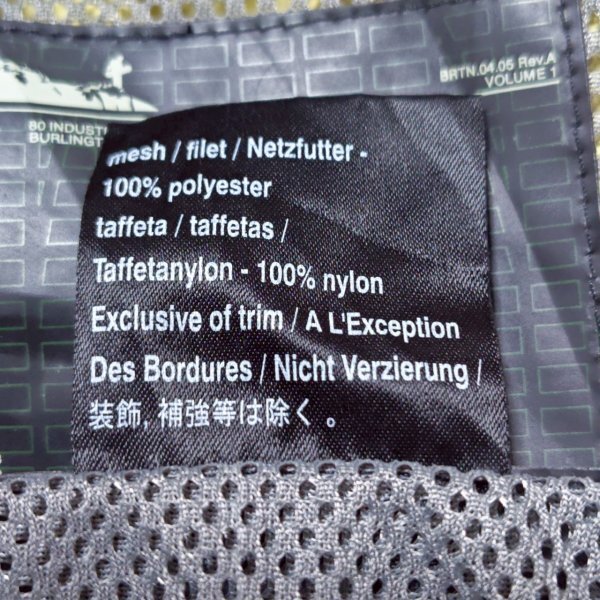 BRTN.04.05 Rev.A
VOLUME 1
80 INDUST
BURLINGT
mesh / filet / Netzfutter -
100% polyester
taffeta / taffetas /
Taffetanylon - 100% nylon
Exclusive of trim / A L'Exception
Des Bordures / Nicht Verzierung /
装飾, 補強等は除く。